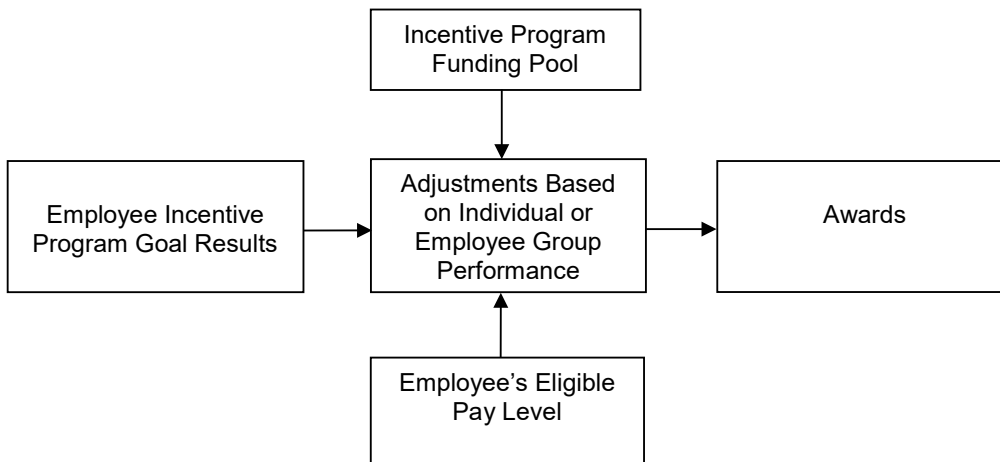 Incentive Program
Funding Pool
Employee Incentive
Program Goal Results
Adjustments Based
on Individual or
Employee Group
Performance
Awards
Employee’s Eligible
Pay Level